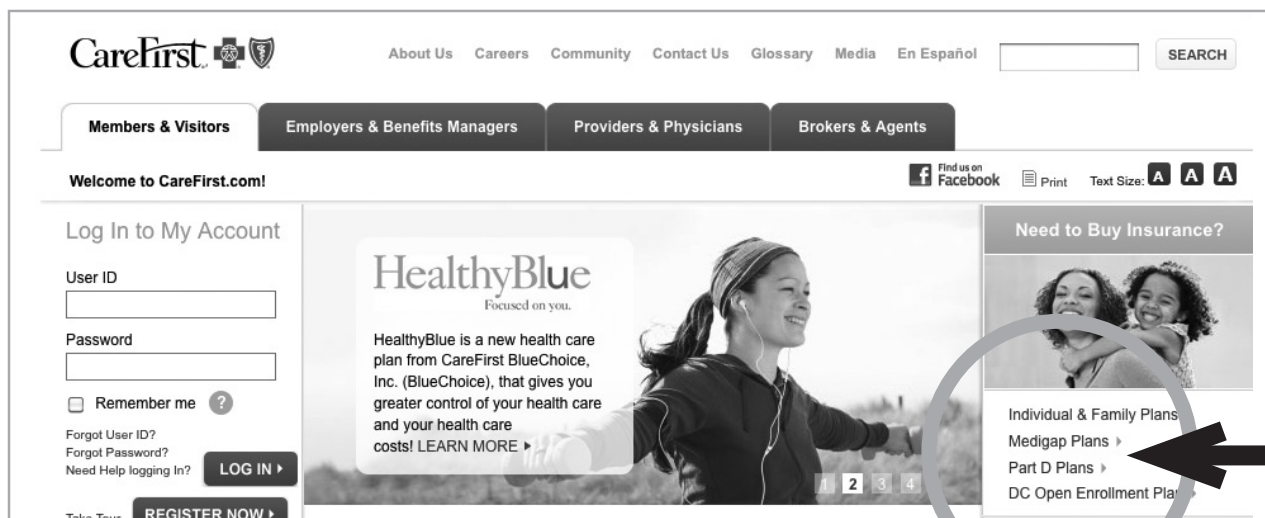 CareFirst
About Us Careers Community Contact Us Glossary Media En Español
SEARCH
Members & Visitors Employers & Benefits Managers Providers & Physicians Brokers & Agents
Welcome to CareFirst.com!
Find us on
Facebook
Print Text Size: A A A
Log In to My Account
User ID
Password
Remember me ?
Forgot User ID?
Forgot Password?
Need Help logging In?
LOG IN
REGISTER NOW
HealthyBlue
Focused on you.
HealthyBlue is a new health care
plan from CareFirst BlueChoice,
Inc. (BlueChoice), that gives you
greater control of your health care
and your health care
costs! LEARN MORE
1 2 3 4
Need to Buy Insurance?
Individual & Family Plans
Medigap Plans
Part D Plans
DC Open Enrollment